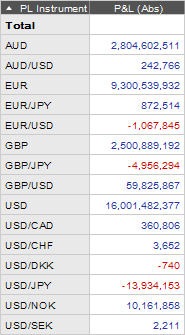 ▲ PL Instrument P&L (Abs)
Total
AUD 2,804,602,511
AUD/USD 242,766
EUR 9,300,539,932
EUR/JPY 872,514
EUR/USD -1,067,845
GBP 2,500,889,192
GBP/JPY -4,956,294
GBP/USD 59,825,867
USD 16,001,482,377
USD/CAD 360,806
USD/CHF 3,652
USD/DKK -740
USD/JPY -13,934,153
USD/NOK 10,161,858
USD/SEK 2,211